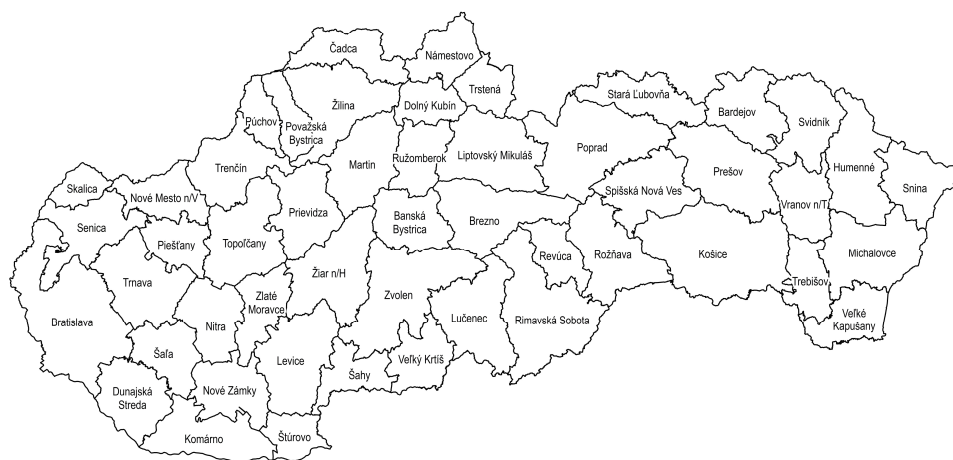 Čadca
Námestovo
Trstená
Dolný Kubín
Stará Ľubovňa
Bardejov
Svidník
Žilina
Púchov
Považská
Bystrica
Martin
Ružomberok
Liptovský Mikuláš
Poprad
Prešov
Humenné
Snina
Trenčín
Skalica
Nové Mesto n/V
Prievidza
Spišská Nová Ves
Vranov n/T
Senica
Piešťany
Topoľčany
Banská
Bystrica
Brezno
Revúca
Rožňava
Košice
Michalovce
Trnava
Žiar n/H
Zlaté
Moravce
Zvolen
Trebišov
Dratislava
Nitra
Lučenec
Rimavská Sobota
Veľké
Kapušany
Šaľa
Levice
Šahy
Veľký Krtíš
Dunajská
Streda
Nové Zámky
Komárno
Štúrovo